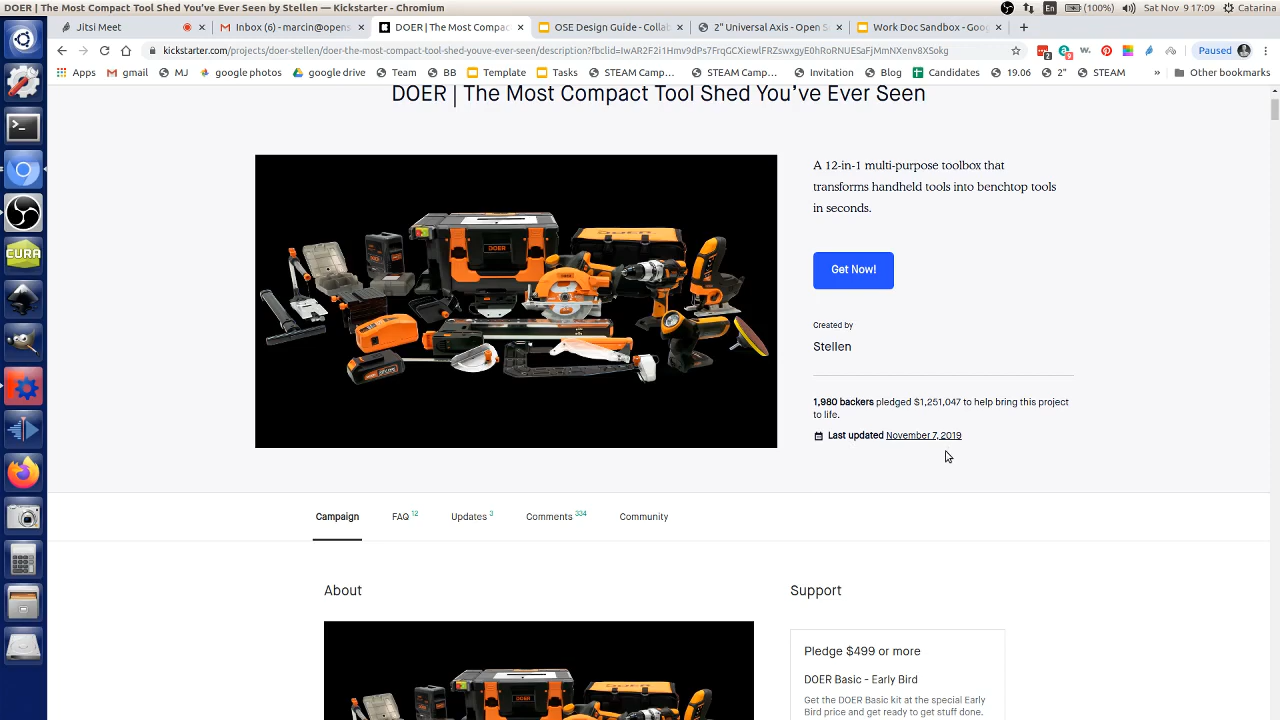 DOER | The Most Compact Tool Shed You've Ever Seen by Stellen — Kickstarter - Chromium
En (100%) Sat Nov 9 17:09 Catarina
Jitsi Meet
Inbox (6) - marcin@opens
DOER | The Most Compac
OSE Design Guide - Collab
2" Universal Axis - Open S
Work Doc Sandbox - Goog
kickstarter.com/projects/doer-stellen/doer-the-most-compact-tool-shed-youve-ever-seen/description?fbclid=IwAR2F2i1Hmv9dPs7FrqGCXiewlFRZswxgyE0hRoRNUESaFjMmNXenv8XSokg
Paused
Apps gmail MJ google photos google drive Team BB Template Tasks STEAM Camp... STEAM Camp... Invitation Blog Candidates 19.06 2" STEAM » Other bookmarks
DOER | The Most Compact Tool Shed You've Ever Seen
A 12-in-1 multi-purpose toolbox that
transforms handheld tools into benchtop tools
in seconds.
DOER
Get Now!
Created by
Stellen
1,980 backers pledged $1,251,047 to help bring this project
to life.
Last updated November 7, 2019
Campaign FAQ 12 Updates 3 Comments 334 Community
About
Support
Pledge $499 or more
DOER Basic - Early Bird
Get the DOER Basic kit at the special Early
Bird price and get ready to get stuff done.
DOER
CURA